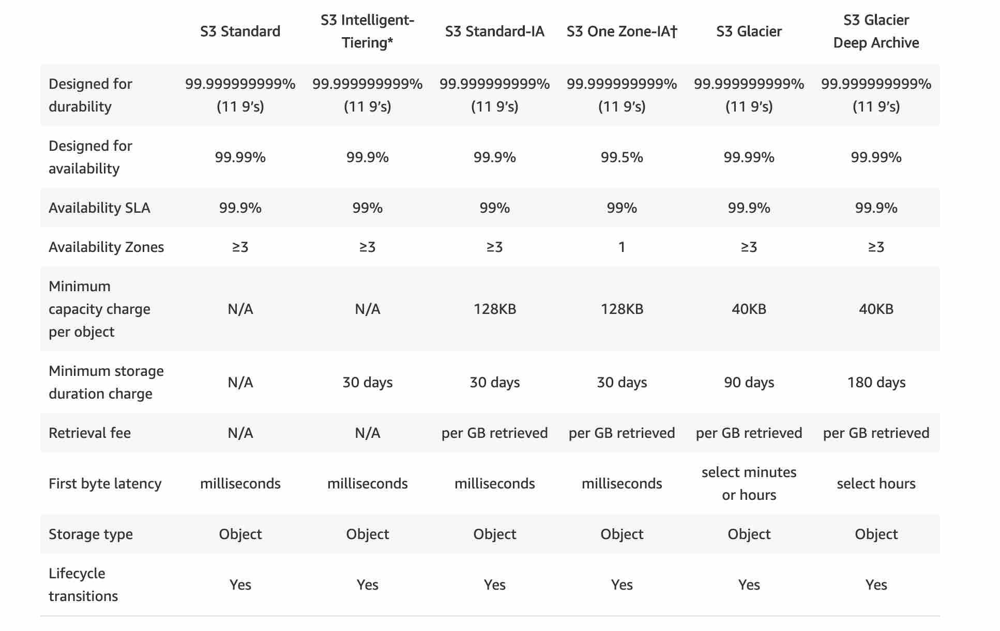 S3 Standard S3 Intelligent- S3 Standard-IA S3 One Zone-IA† S3 Glacier S3 Glacier
Tiering* Deep Archive
Designed for 99.999999999% 99.999999999% 99.999999999% 99.999999999% 99.999999999% 99.999999999%
durability (11 9’s) (11 9’s) (11 9’s) (11 9’s) (11 9’s) (11 9’s)
Designed for
availability 99.99% 99.9% 99.9% 99.5% 99.99% 99.99%
Availability SLA 99.9% 99% 99% 99% 99.9% 99.9%
Availability Zones ≥3 ≥3 ≥3 1 ≥3 ≥3
Minimum
capacity charge N/A N/A 128KB 128KB 40KB 40KB
per object
Minimum storage
duration charge N/A 30 days 30 days 30 days 90 days 180 days
Retrieval fee N/A N/A per GB retrieved per GB retrieved per GB retrieved per GB retrieved
First byte latency milliseconds milliseconds milliseconds milliseconds select minutes select hours
or hours
Storage type Object Object Object Object Object Object
Lifecycle
transitions Yes Yes Yes Yes Yes Yes